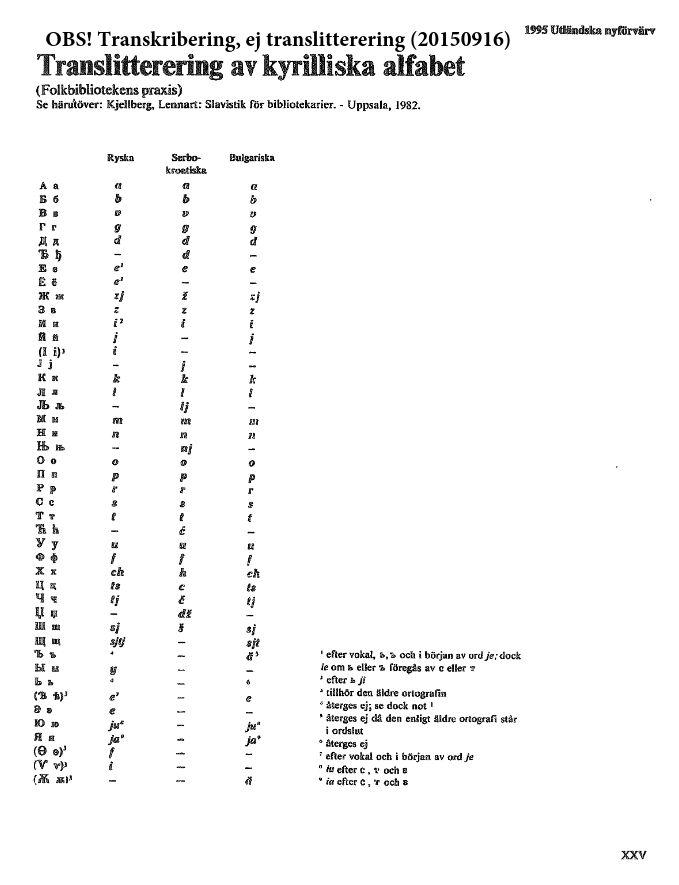 1995 Utländska nyförvärv
OBS! Transkribering, ej translitterering (20150916)
Translitterering av kyrilliska alfabet
(Folkbibliotekens praxis)
Se härutöver: Kjellberg, Lennart: Slavistik för bibliotekarier. - Uppsala, 1982.
Ryska Serbo- Bulgariska
kroatiska
А а a a a
Б б b b b
В в v v v
Г г g g g
Д д d d d
Ђ ђ – d –
Е е e¹ e e
Ё ё e¹ – –
Ж ж zj ž zj
З з z z z
И и i² i i
Й й j – j
(І і)³ i – –
Ј ј – j –
К к k k k
Л л l l l
Љ љ – lj –
М м m m m
Н н n n n
Њ њ – nj –
О о o o o
П п p p p
Р р r r r
С с s s s
Т т t t t
Ћ ћ – ć –
У у u u u
Ф ф f f f
Х х ch h ch
Ц ц ts c ts
Ч ч tj č tj
Џ џ – dž –
Ш ш sj š sj
Щ щ sjtj – sjt
Ъ ъ ⁴ – ă⁵
Ы ы y – –
Ь ь ⁴ – ⁶
(Ѣ ѣ)³ e⁷ – e
Э э e – –
Ю ю ju⁸ – ju⁸
Я я ja⁹ – ja⁹
(Ѳ ѳ)³ f – –
(Ѵ ѵ)³ i – –
(Ѫ ѫ)³ – – ă
¹ efter vokal, ь, ъ och i början av ord je; dock
ie om ь eller ъ föregås av с eller т
² efter ь ji
³ tillhör den äldre ortografin
⁴ återges ej; se dock not ¹
⁵ återges ej då den enligt äldre ortografi står
i ordslut
⁶ återges ej
⁷ efter vokal och i början av ord je
⁸ iu efter с, т och з
⁹ ia efter с, т och з
XXV